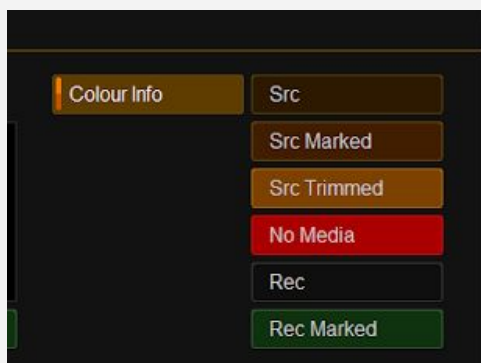 Colour Info
Src
Src Marked
Src Trimmed
No Media
Rec
Rec Marked